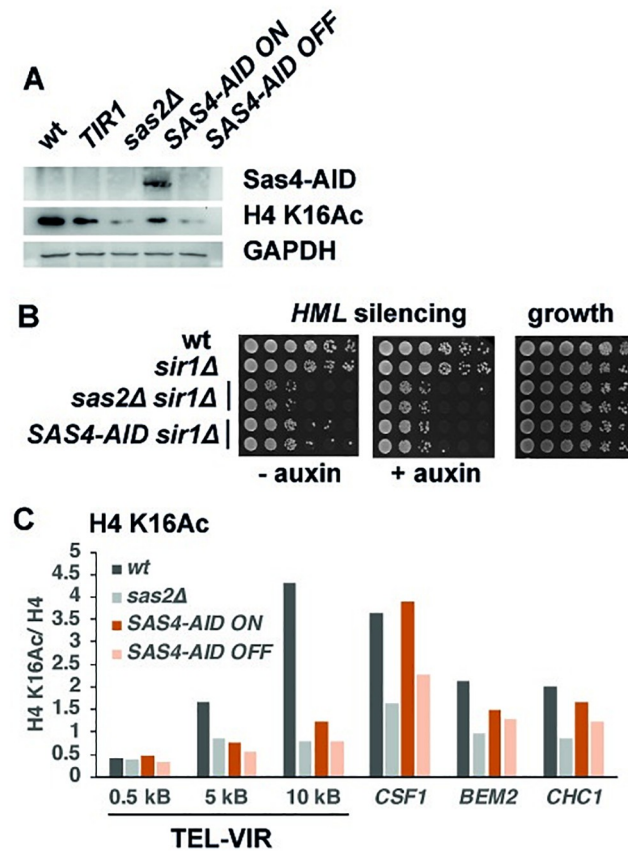 A
wt
TIR1
sas2Δ
SAS4-AID ON
SAS4-AID OFF
Sas4-AID
H4 K16Ac
GAPDH
B
HML silencing growth
wt
sir1Δ
sas2Δ sir1Δ
SAS4-AID sir1Δ
- auxin + auxin
C H4 K16Ac
H4 K16Ac/ H4
5
4.5
4
3.5
3
2.5
2
1.5
1
0.5
0
wt
sas2Δ
SAS4-AID ON
SAS4-AID OFF
0.5 kB 5 kB 10 kB CSF1 BEM2 CHC1
TEL-VIR